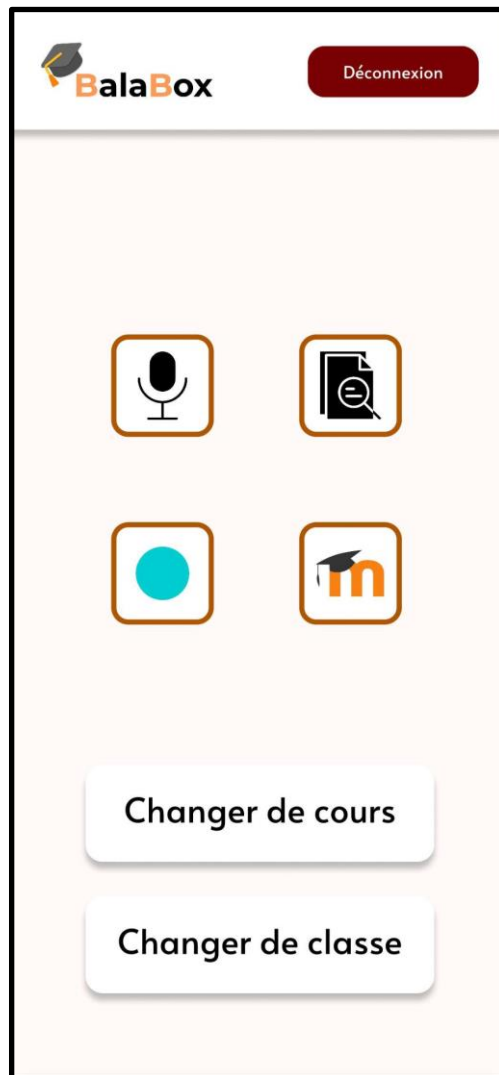 BalaBox
Déconnexion
m
Changer de cours
Changer de classe